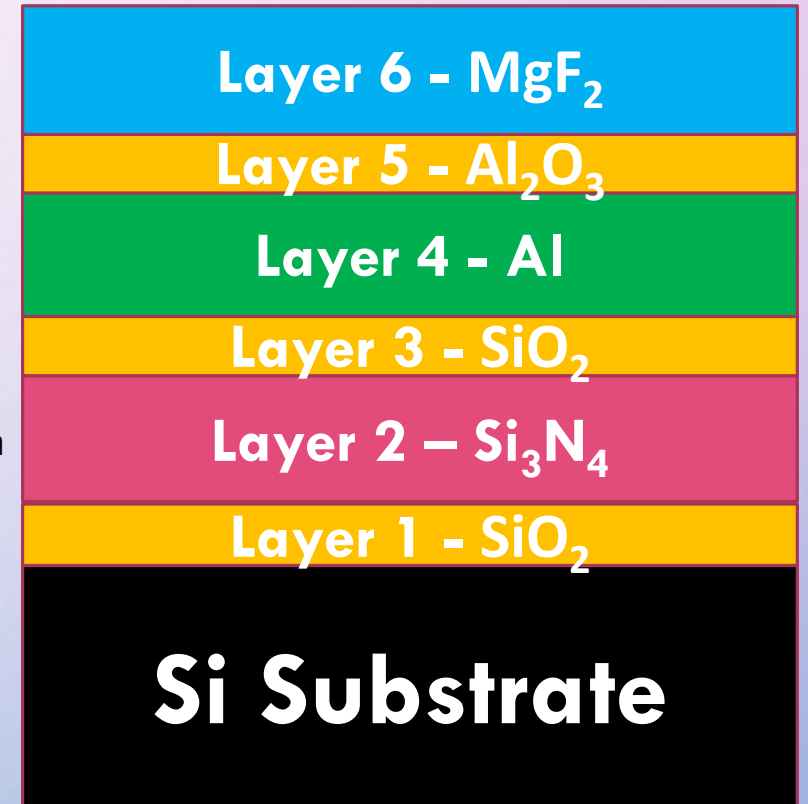 Layer 6 - MgF₂
Layer 5 - Al₂O₃
Layer 4 - Al
Layer 3 - SiO₂
Layer 2 – Si₃N₄
Layer 1 - SiO₂
Si Substrate